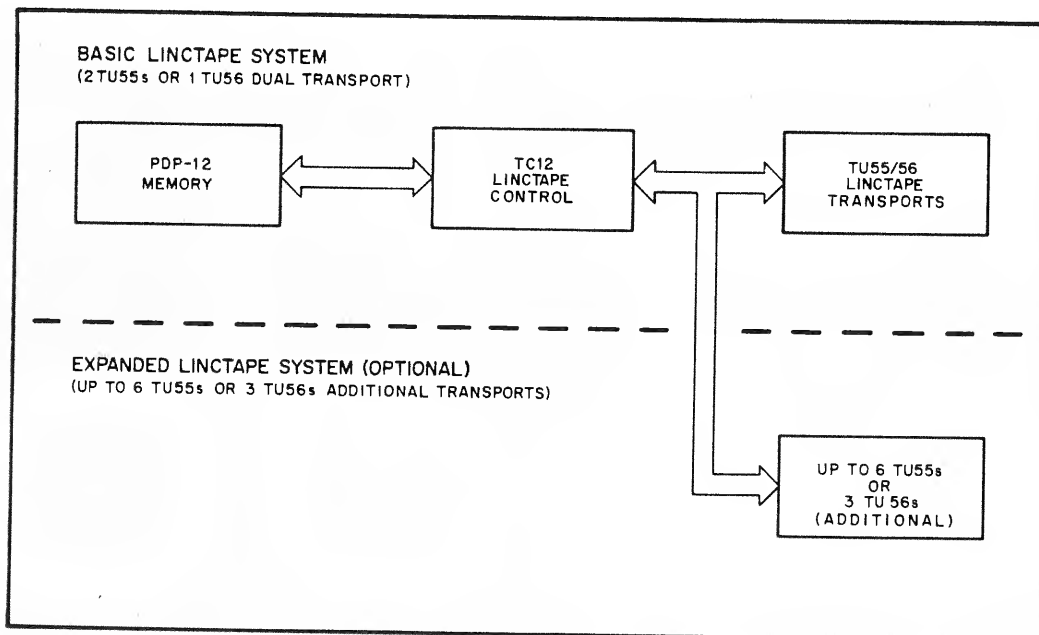 BASIC LINCTAPE SYSTEM
(2 TU55s OR 1 TU56 DUAL TRANSPORT)
PDP-12
MEMORY
TC12
LINCTAPE
CONTROL
TU55/56
LINCTAPE
TRANSPORTS
EXPANDED LINCTAPE SYSTEM (OPTIONAL)
(UP TO 6 TU55s OR 3 TU56s ADDITIONAL TRANSPORTS)
UP TO 6 TU55s
OR
3 TU 56s
(ADDITIONAL)